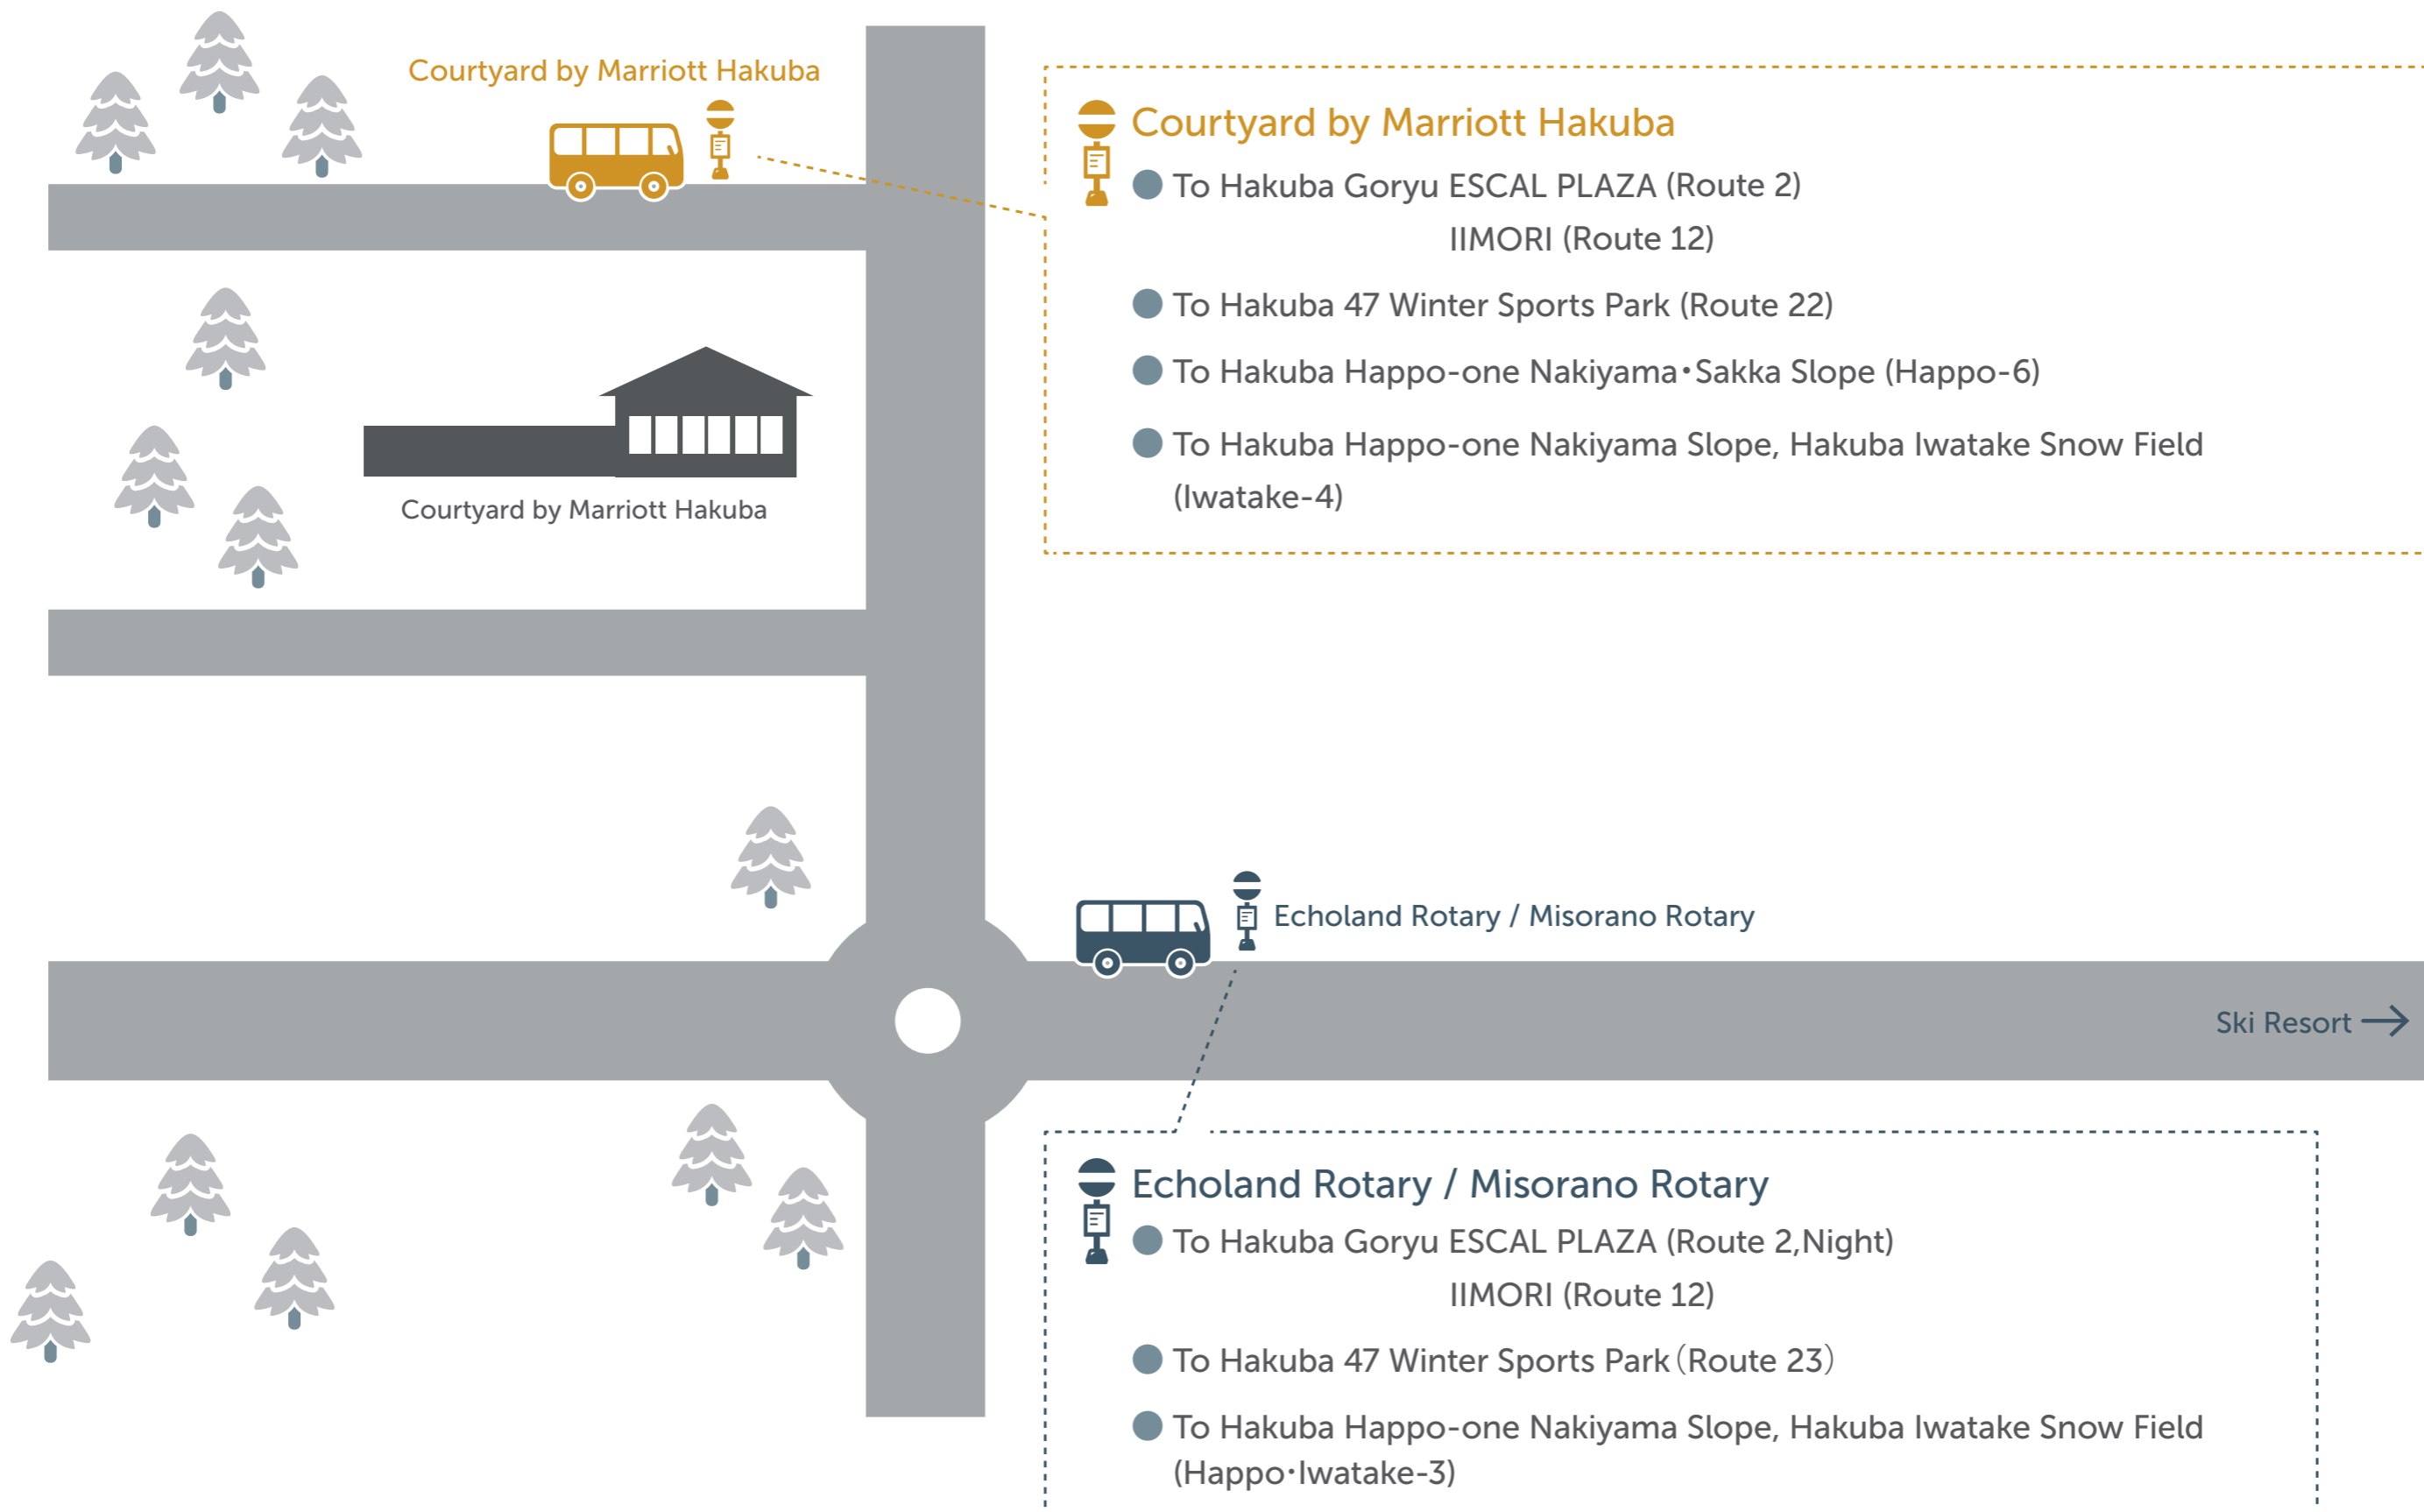 Courtyard by Marriott Hakuba
Courtyard by Marriott Hakuba
To Hakuba Goryu ESCAL PLAZA (Route 2)
IIMORI (Route 12)
To Hakuba 47 Winter Sports Park (Route 22)
To Hakuba Happo-one Nakiyama・Sakka Slope (Happo-6)
To Hakuba Happo-one Nakiyama Slope, Hakuba Iwatake Snow Field
(Iwatake-4)
Courtyard by Marriott Hakuba
Echoland Rotary / Misorano Rotary
Ski Resort →
Echoland Rotary / Misorano Rotary
To Hakuba Goryu ESCAL PLAZA (Route 2,Night)
IIMORI (Route 12)
To Hakuba 47 Winter Sports Park（Route 23）
To Hakuba Happo-one Nakiyama Slope, Hakuba Iwatake Snow Field
(Happo・Iwatake-3)